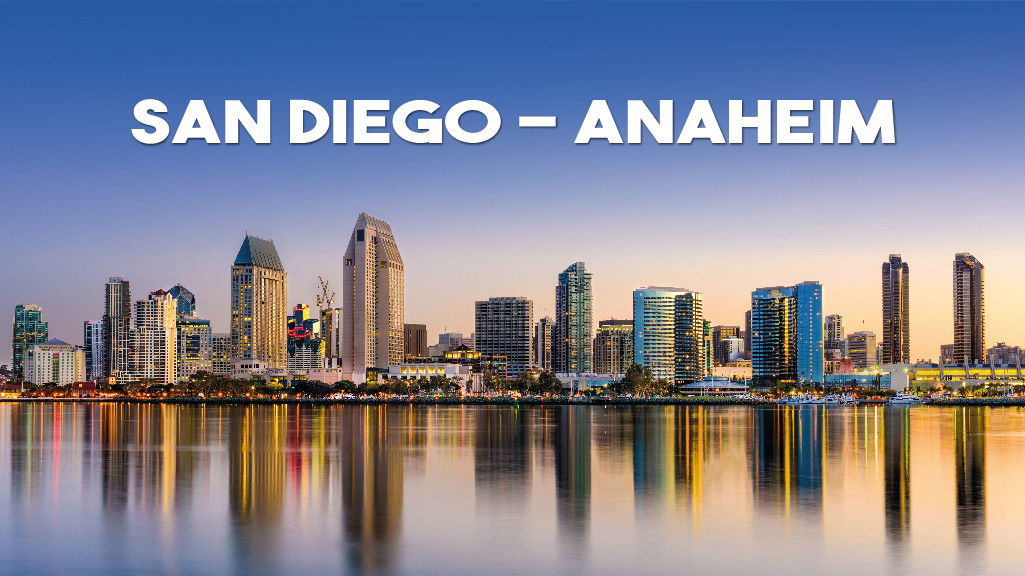 SAN DIEGO – ANAHEIM